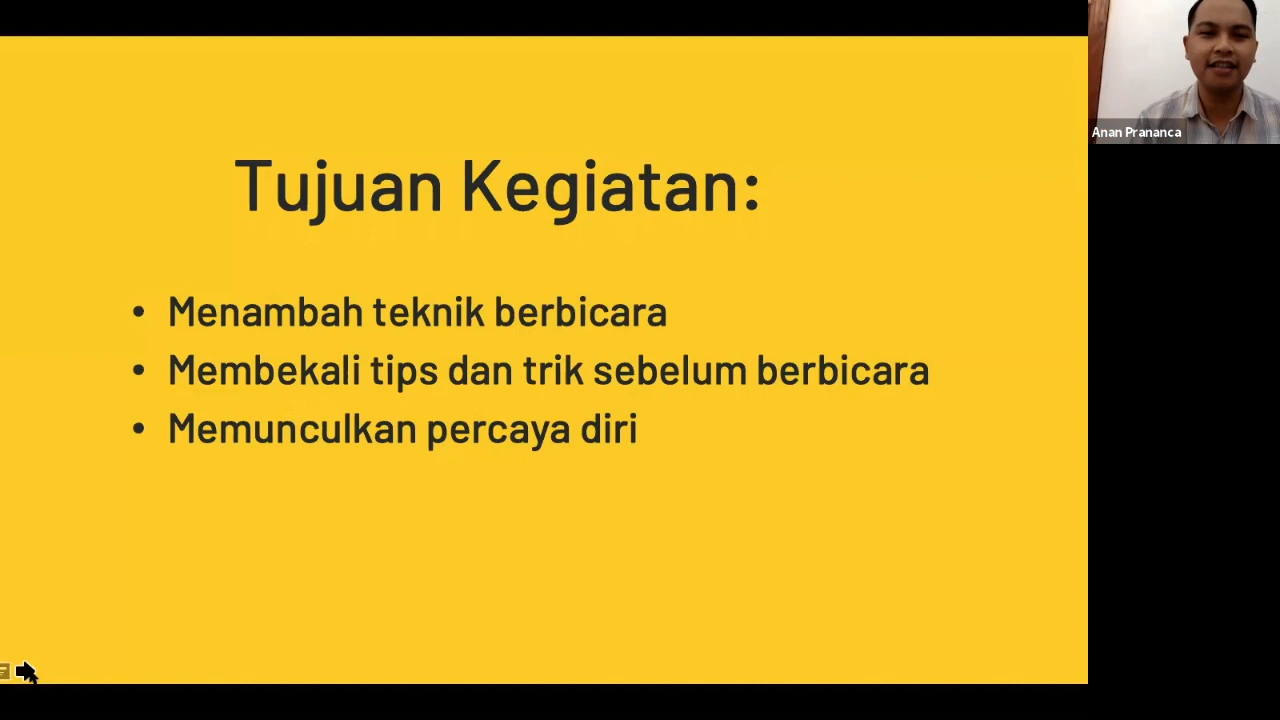 Tujuan Kegiatan:
• Menambah teknik berbicara
• Membekali tips dan trik sebelum berbicara
• Memunculkan percaya diri
Anan Prananca